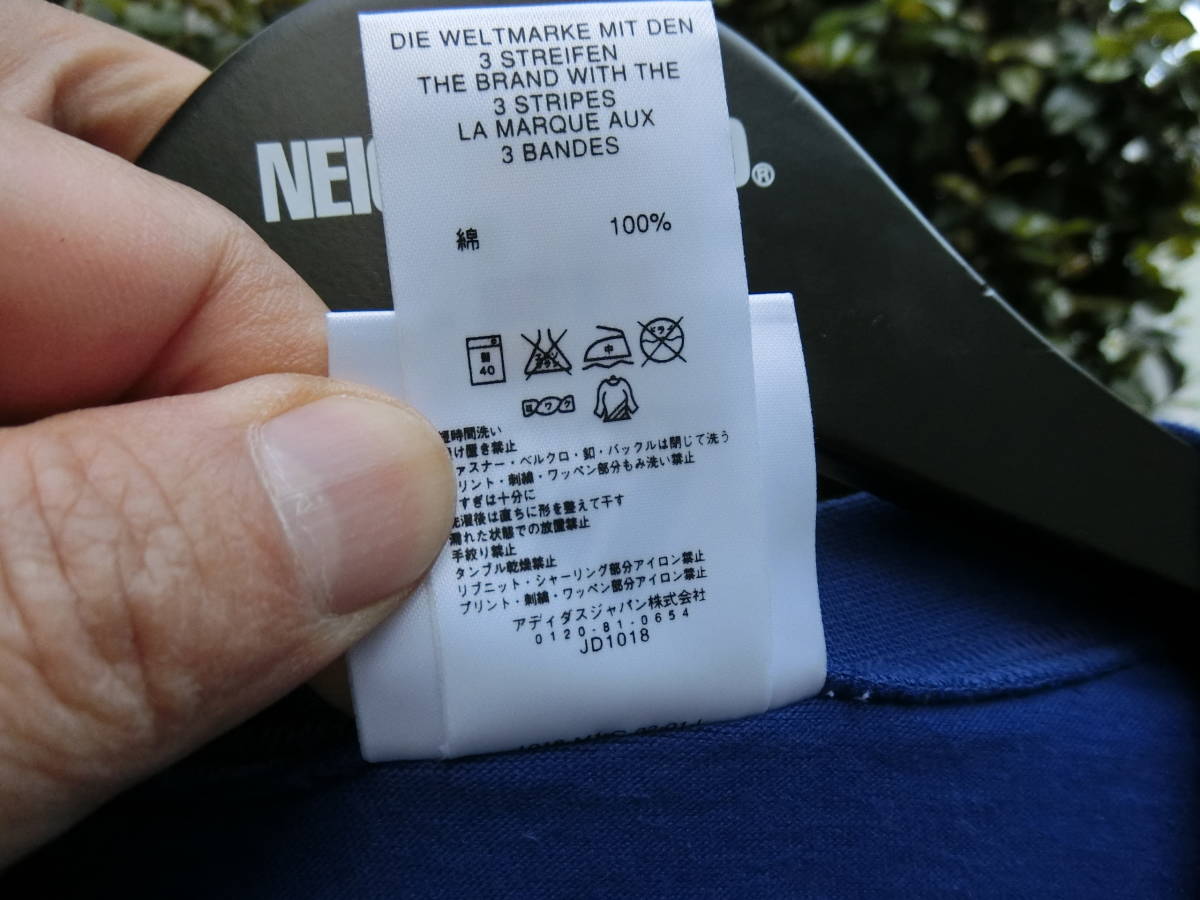 DIE WELTMARKE MIT DEN
3 STREIFEN
THE BRAND WITH THE
3 STRIPES
LA MARQUE AUX
3 BANDES
NEI
®
綿 100%
40 中 ドライ
短時間洗い
け置き禁止
ァスナー・ベルクロ・釦・バックルは閉じて洗う
リント・刺繍・ワッペン部分もみ洗い禁止
すぎは十分に
洗濯後は直ちに形を整えて干す
濡れた状態での放置禁止
手絞り禁止
タンブル乾燥禁止
リブニット・シャーリング部分アイロン禁止
プリント・刺繍・ワッペン部分アイロン禁止
アディダスジャパン株式会社
0120-81-0654
JD1018